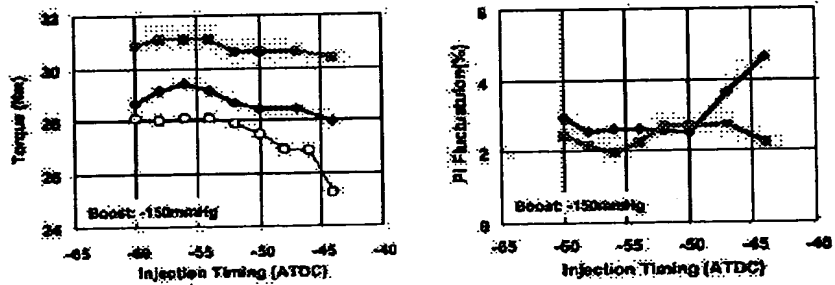 Torque (Nm)
32
30
28
26
24
Boost: -150mmHg
-65 -60 -55 -50 -45 -40
Injection Timing (ATDC)
PI Fluctuation(%)
6
4
2
0
Boost: -150mmHg
-65 -60 -55 -50 -45 -40
Injection Timing (ATDC)